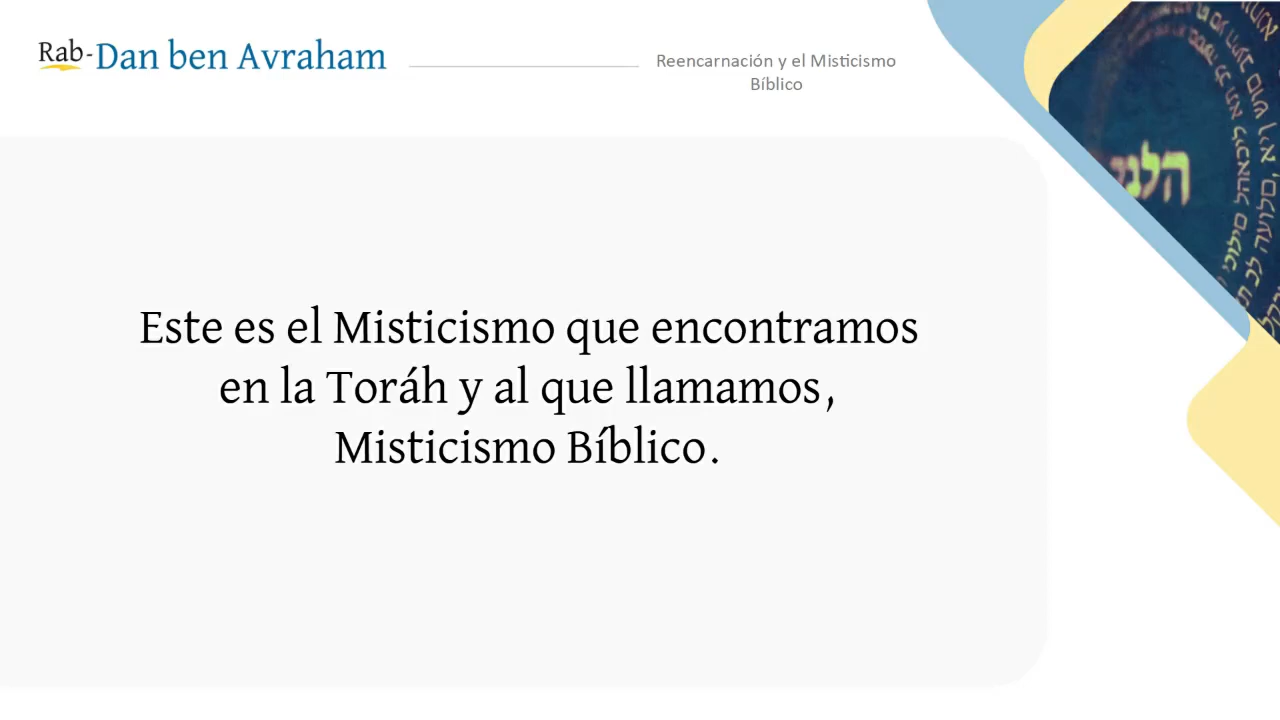 Rab-Dan ben Avraham
Reencarnación y el Misticismo
Bíblico
Este es el Misticismo que encontramos
en la Toráh y al que llamamos,
Misticismo Bíblico.